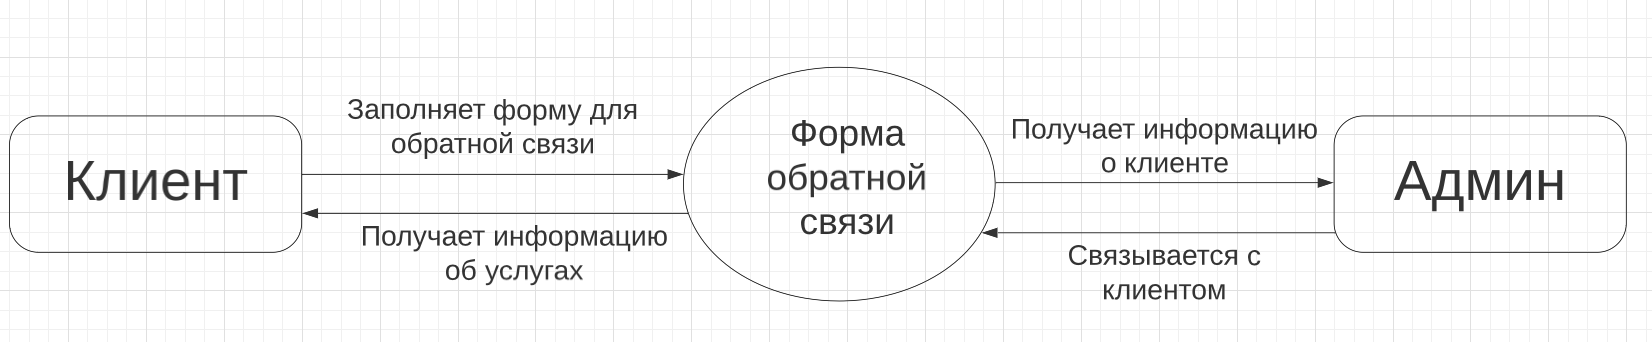 Клиент
Заполняет форму для
обратной связи
Получает информацию
об услугах
Форма
обратной
связи
Получает информацию
о клиенте
Связывается с
клиентом
Админ